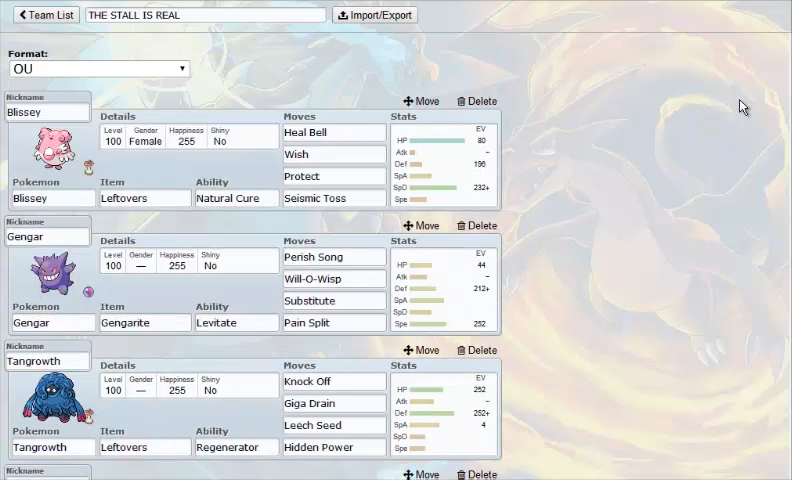 Team List THE STALL IS REAL Import/Export
Format:
OU
Move Delete
Nickname
Blissey
Details Moves Stats
Level Gender Happiness Shiny
100 Female 255 No
Heal Bell
Wish
Protect
Seismic Toss
EV
HP 80
Atk –
Def 196
SpA
SpD 232+
Spe
Pokemon Item Ability
Blissey Leftovers Natural Cure
Move Delete
Nickname
Gengar
Details Moves Stats
Level Gender Happiness Shiny
100 — 255 No
Perish Song
Will-O-Wisp
Substitute
Pain Split
EV
HP 44
Atk –
Def 212+
SpA
SpD
Spe 252
Pokemon Item Ability
Gengar Gengarite Levitate
Move Delete
Nickname
Tangrowth
Details Moves Stats
Level Gender Happiness Shiny
100 — 255 No
Knock Off
Giga Drain
Leech Seed
Hidden Power
EV
HP 252
Atk –
Def 252+
SpA 4
SpD
Spe
Pokemon Item Ability
Tangrowth Leftovers Regenerator
Move Delete
Nickname